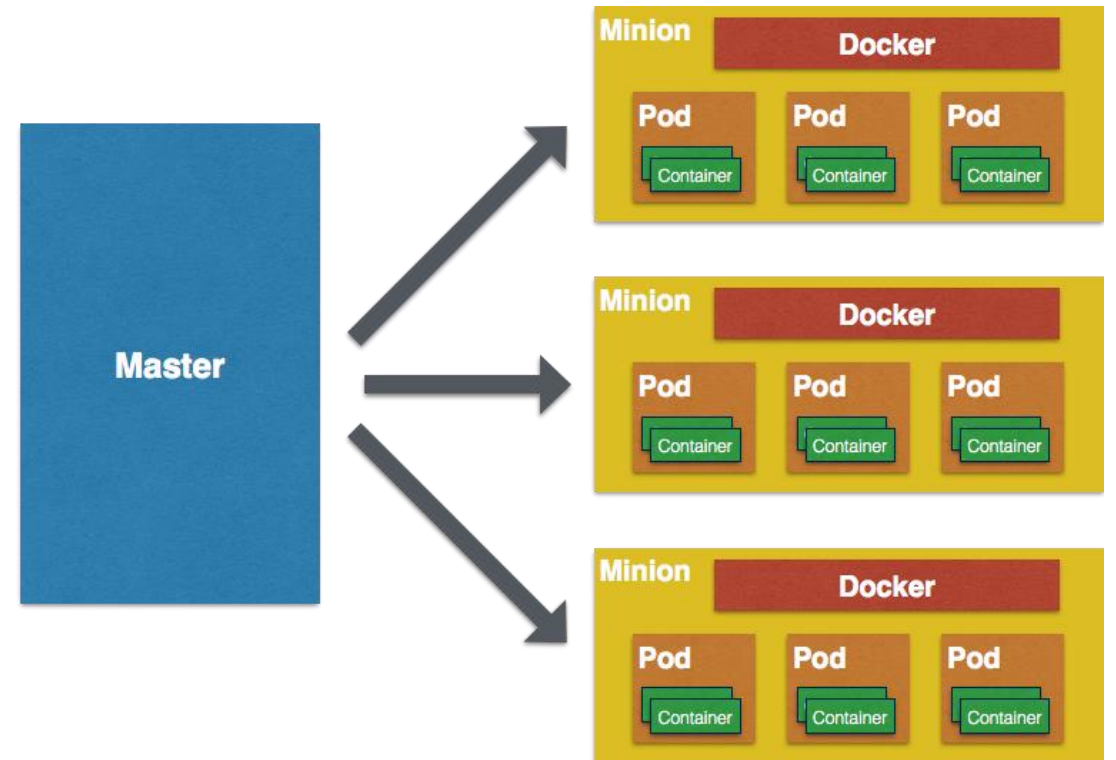 Master
Minion
Docker
Pod Pod Pod
Container Container Container
Minion
Docker
Pod Pod Pod
Container Container Container
Minion
Docker
Pod Pod Pod
Container Container Container